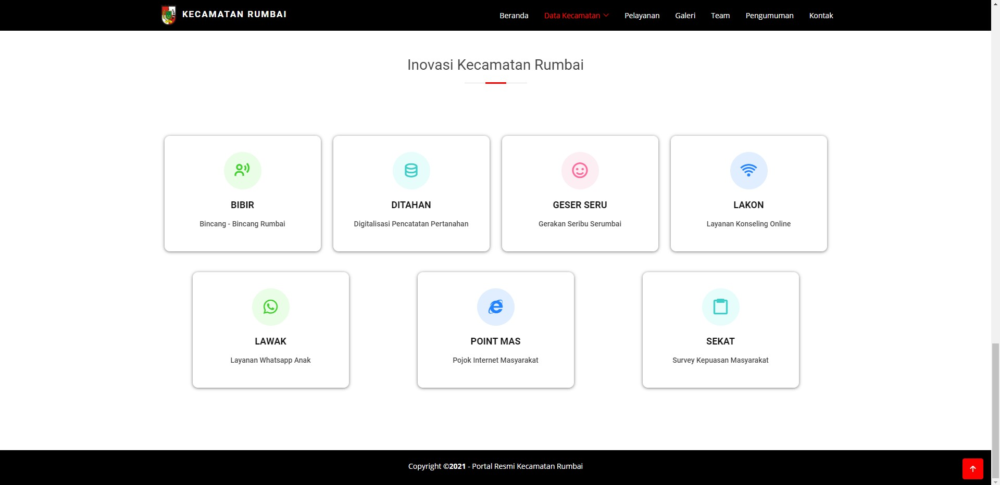 KECAMATAN RUMBAI
Beranda Data Kecamatan Pelayanan Galeri Team Pengumuman Kontak
Inovasi Kecamatan Rumbai
BIBIR
Bincang - Bincang Rumbai
DITAHAN
Digitalisasi Pencatatan Pertanahan
GESER SERU
Gerakan Seribu Serumbai
LAKON
Layanan Konseling Online
LAWAK
Layanan Whatsapp Anak
POINT MAS
Pojok Internet Masyarakat
SEKAT
Survey Kepuasan Masyarakat
Copyright ©2021 - Portal Resmi Kecamatan Rumbai